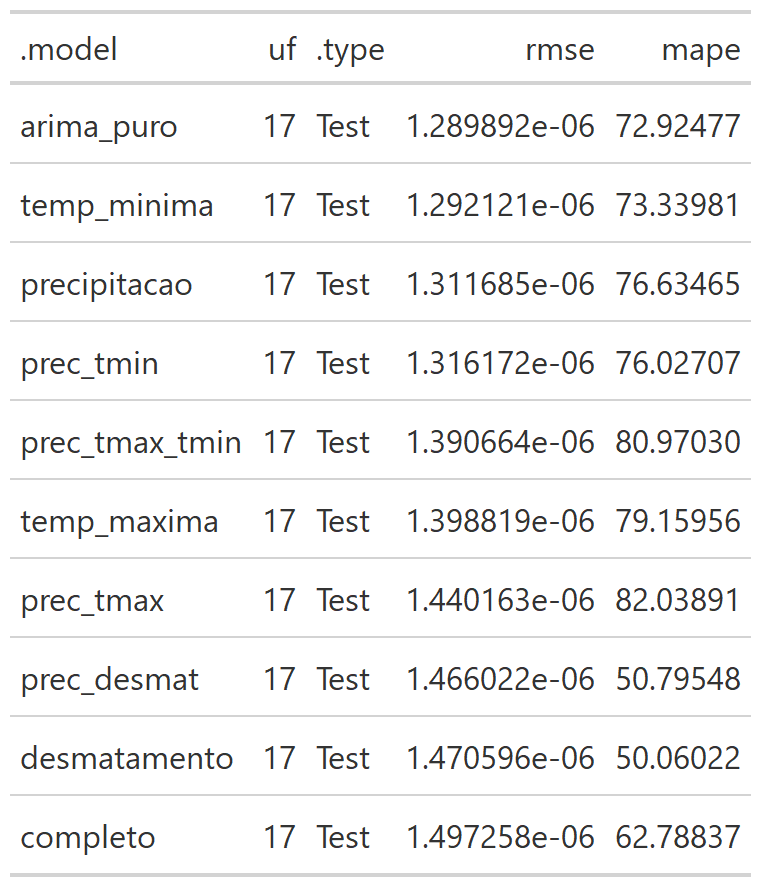 .model uf .type rmse mape
arima_puro 17 Test 1.289892e-06 72.92477
temp_minima 17 Test 1.292121e-06 73.33981
precipitacao 17 Test 1.311685e-06 76.63465
prec_tmin 17 Test 1.316172e-06 76.02707
prec_tmax_tmin 17 Test 1.390664e-06 80.97030
temp_maxima 17 Test 1.398819e-06 79.15956
prec_tmax 17 Test 1.440163e-06 82.03891
prec_desmat 17 Test 1.466022e-06 50.79548
desmatamento 17 Test 1.470596e-06 50.06022
completo 17 Test 1.497258e-06 62.78837